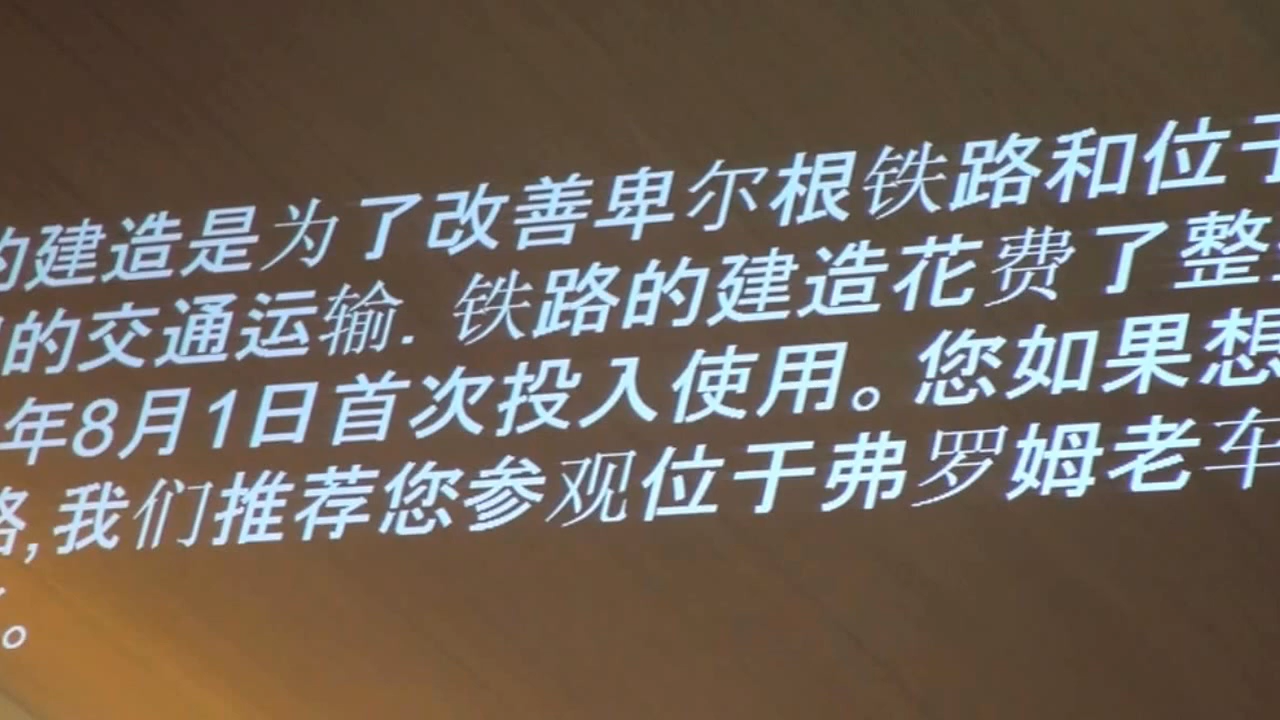 的建造是为了改善卑尔根铁路和位于
的交通运输. 铁路的建造花费了整
年8月1日首次投入使用。您如果想
路,我们推荐您参观位于弗罗姆老车
。